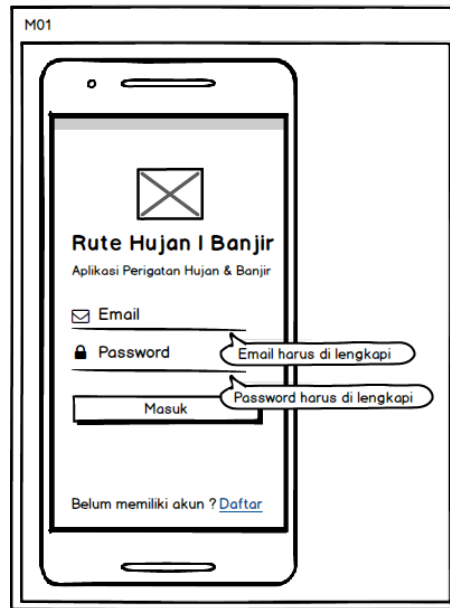 M01
Rute Hujan | Banjir
Aplikasi Perigatan Hujan & Banjir
Email
Email harus di lengkapi
Password
Password harus di lengkapi
Masuk
Belum memiliki akun ? Daftar